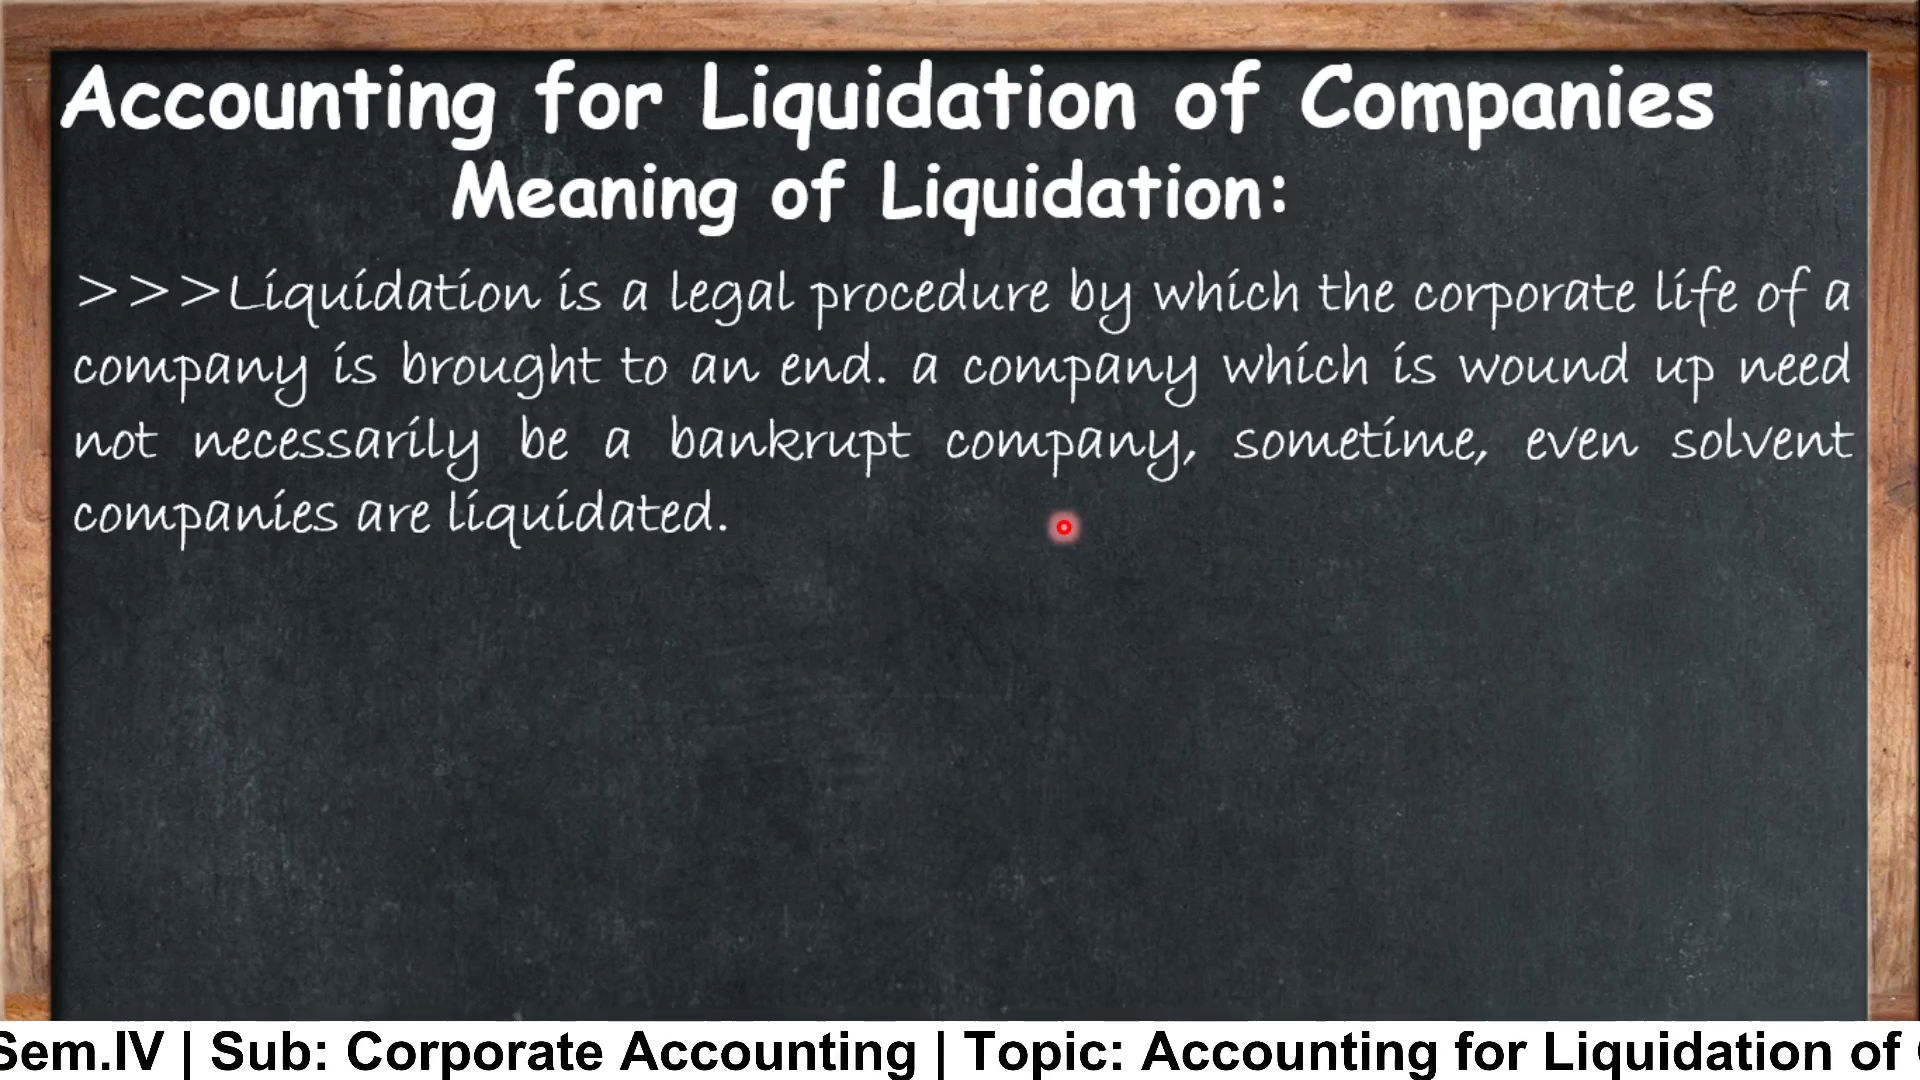 Accounting for Liquidation of Companies
Meaning of Liquidation:
>>>Liquidation is a legal procedure by which the corporate life of a
company is brought to an end. a company which is wound up need
not necessarily be a bankrupt company, sometime, even solvent
companies are liquidated.
Sem.IV | Sub: Corporate Accounting | Topic: Accounting for Liquidation of